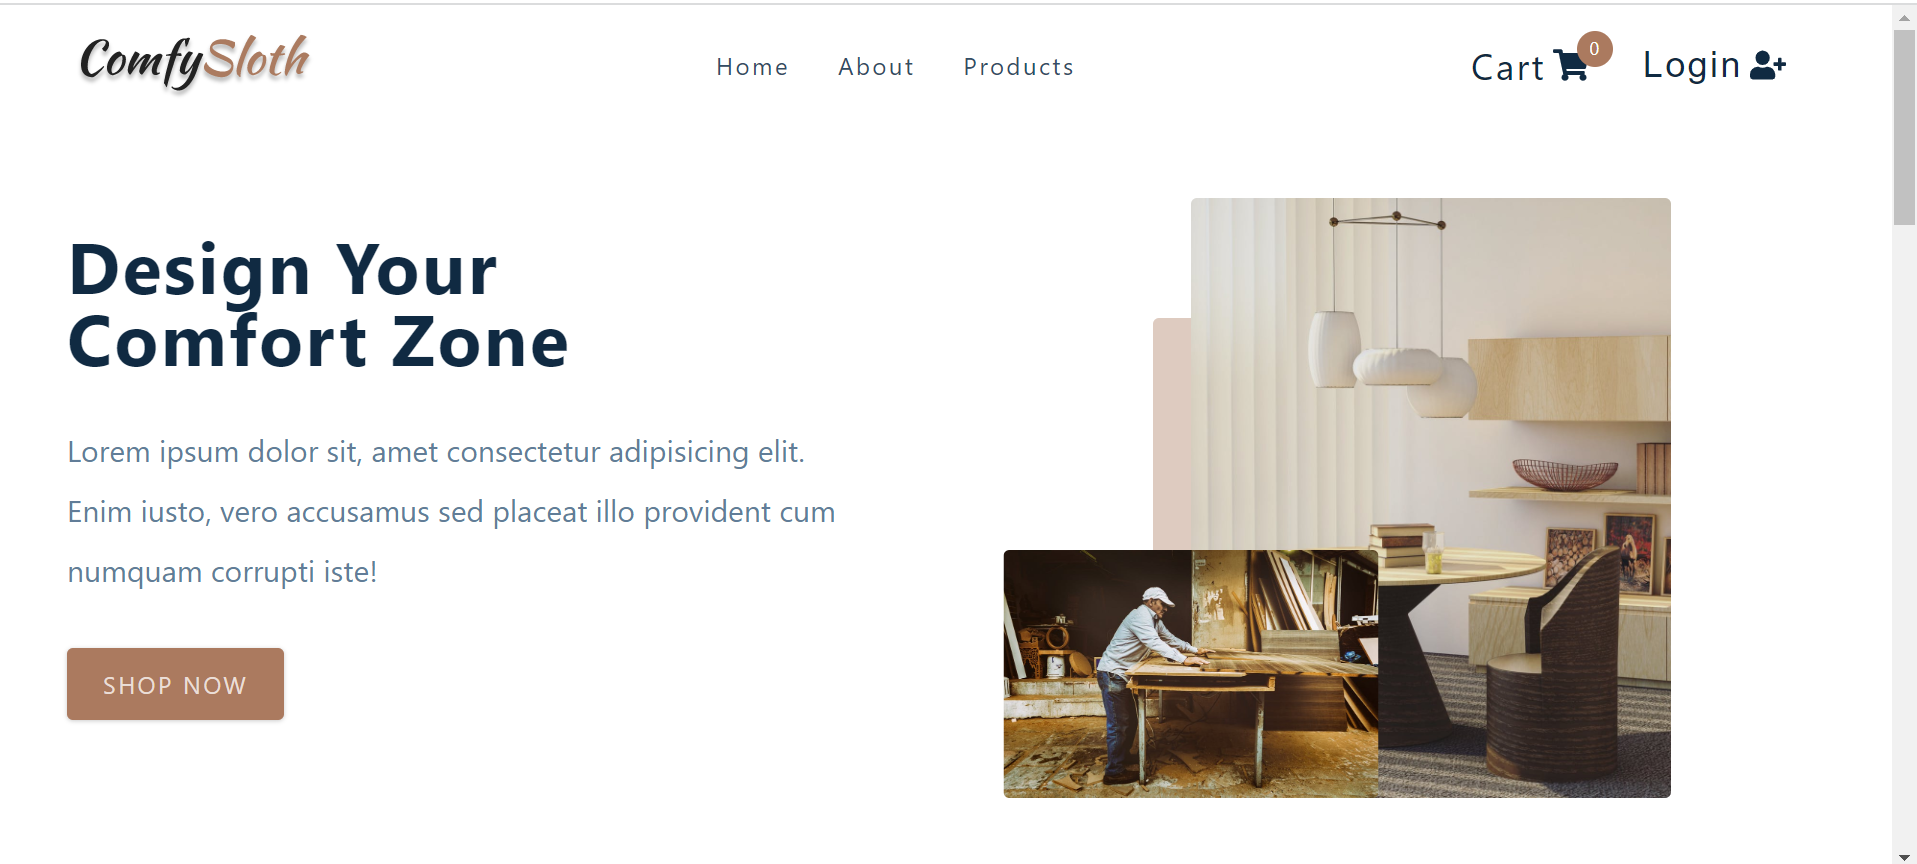 ComfySloth
Home About Products
Cart 0 Login
Design Your
Comfort Zone
Lorem ipsum dolor sit, amet consectetur adipisicing elit.
Enim iusto, vero accusamus sed placeat illo provident cum
numquam corrupti iste!
SHOP NOW